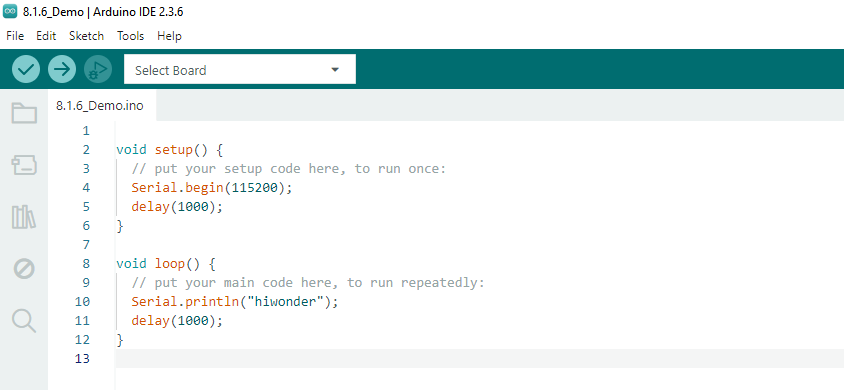 8.1.6_Demo | Arduino IDE 2.3.6
File Edit Sketch Tools Help
Select Board
8.1.6_Demo.ino
1
2 void setup() {
3 // put your setup code here, to run once:
4 Serial.begin(115200);
5 delay(1000);
6 }
7
8 void loop() {
9 // put your main code here, to run repeatedly:
10 Serial.println("hiwonder");
11 delay(1000);
12 }
13